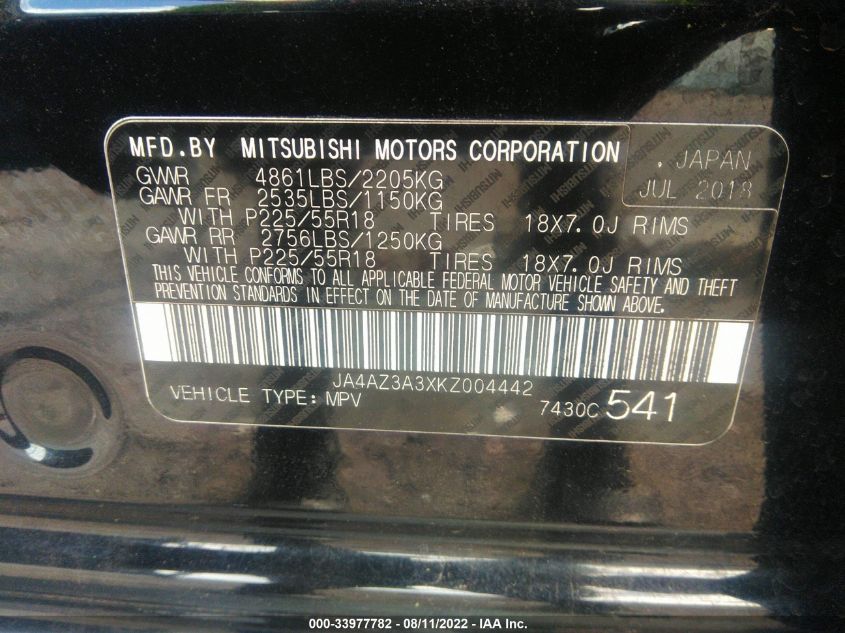 MFD.BY MITSUBISHI MOTORS CORPORATION
, JAPAN
JUL 2018
GVWR 4861LBS/2205KG
GAWR FR 2535LBS/1150KG
WITH P225/55R18 TIRES 18X7.0J RIMS
GAWR RR 2756LBS/1250KG
WITH P225/55R18 TIRES 18X7.0J RIMS
THIS VEHICLE CONFORMS TO ALL APPLICABLE FEDERAL MOTOR VEHICLE SAFETY AND THEFT
PREVENTION STANDARDS IN EFFECT ON THE DATE OF MANUFACTURE SHOWN ABOVE.
JA4AZ3A3XKZ004442
VEHICLE TYPE: MPV 7430C 541
000-33977782 - 08/11/2022 - IAA Inc.